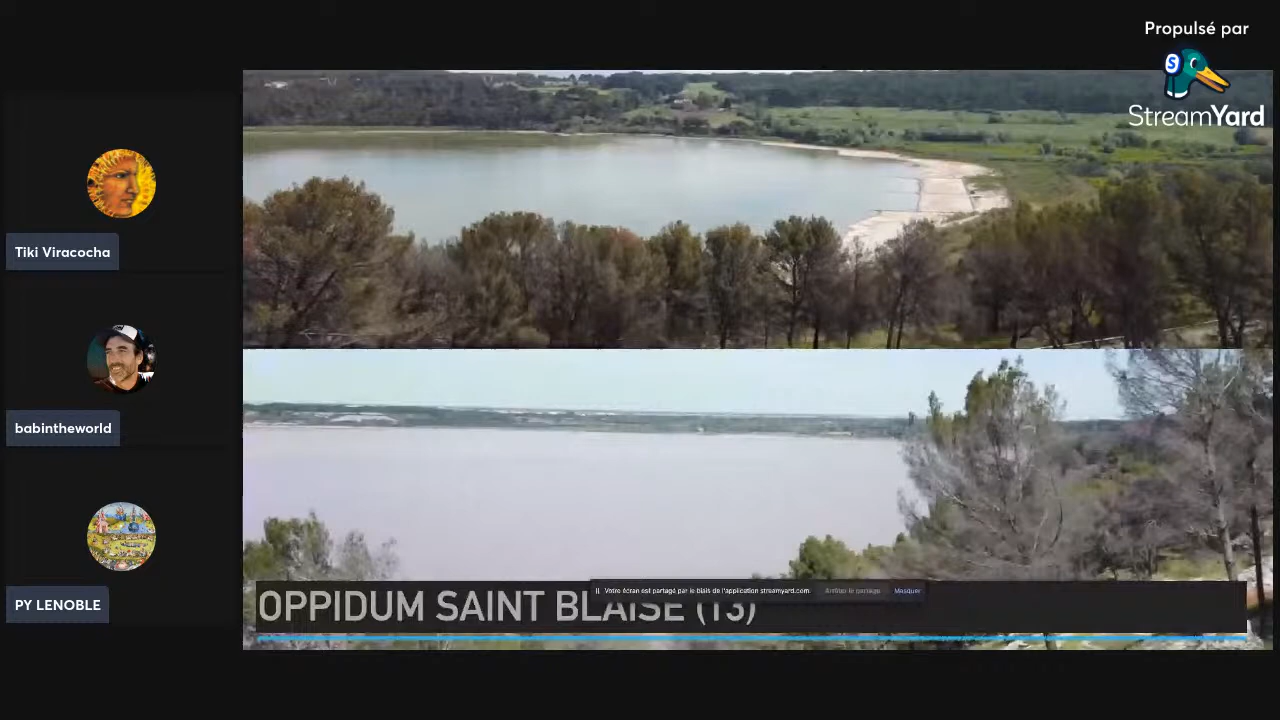 Propulsé par
StreamYard
Tiki Viracocha
babintheworld
PY LENOBLE
OPPIDUM SAINT BLAISE (13)
Votre écran est partagé par le biais de l'application streamyard.com.
Arrêter le partage
Masquer